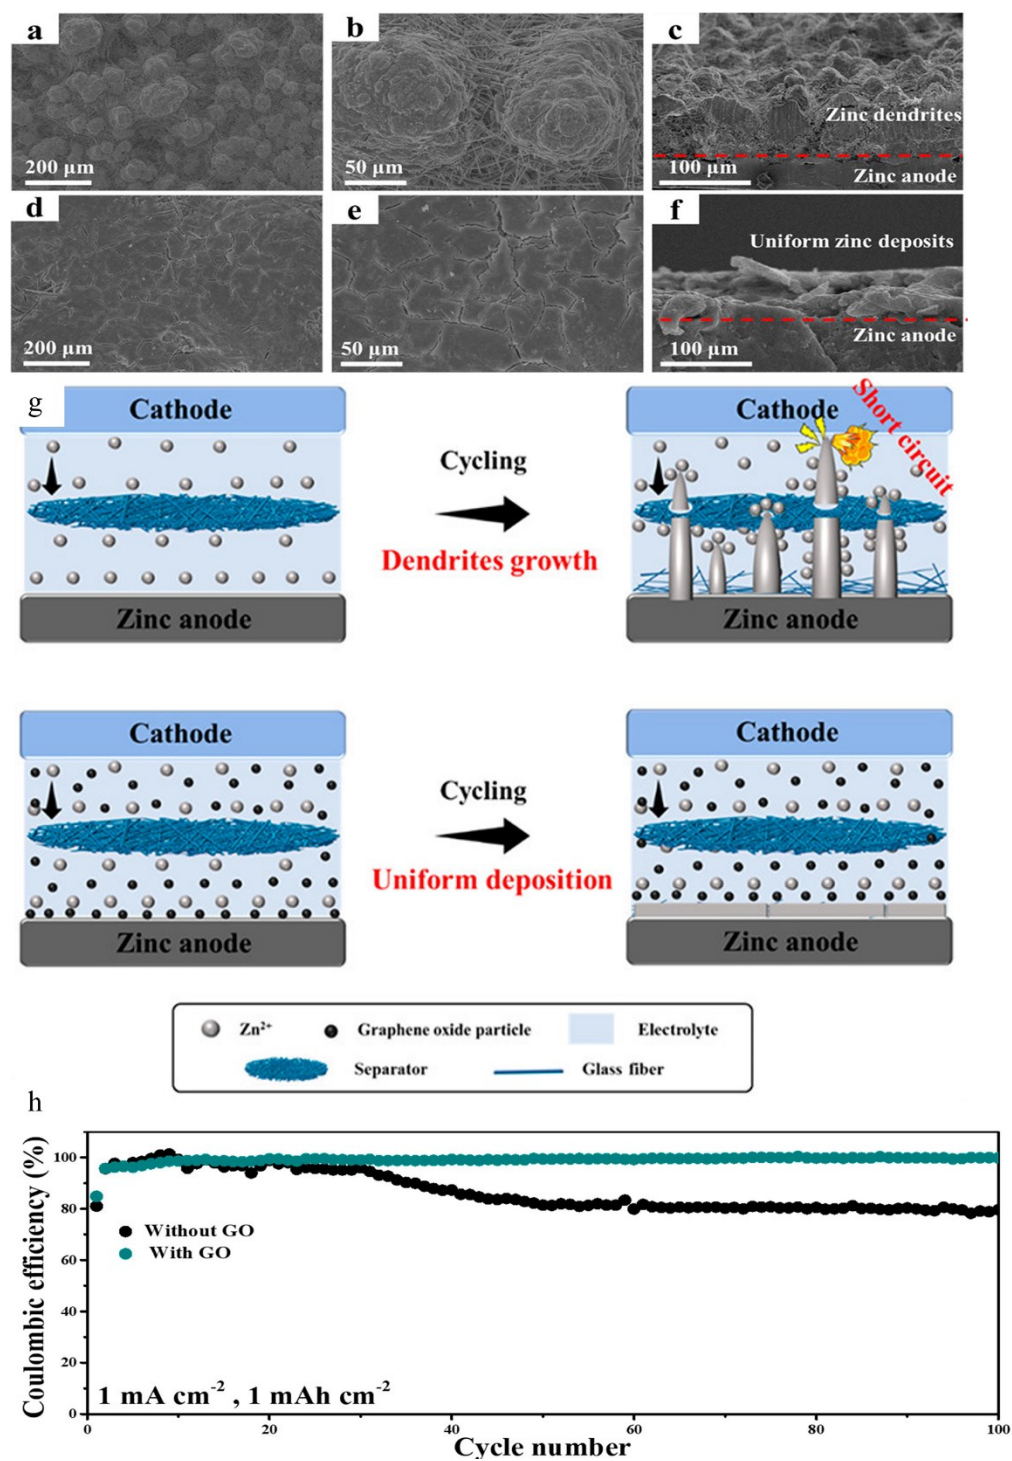 a
b
c
Zinc dendrites
200 μm
50 μm
100 μm
Zinc anode
d
e
f
Uniform zinc deposits
200 μm
50 μm
100 μm
Zinc anode
g
Cathode
Cycling
Dendrites growth
Zinc anode
Cathode
Short circuit
Zinc anode
Cathode
Cycling
Uniform deposition
Zinc anode
Cathode
Zinc anode
Zn²⁺
Graphene oxide particle
Electrolyte
Separator
Glass fiber
h
Coulombic efficiency (%)
100
80
60
40
20
0
Without GO
With GO
1 mA cm⁻² , 1 mAh cm⁻²
0
20
40
60
80
100
Cycle number